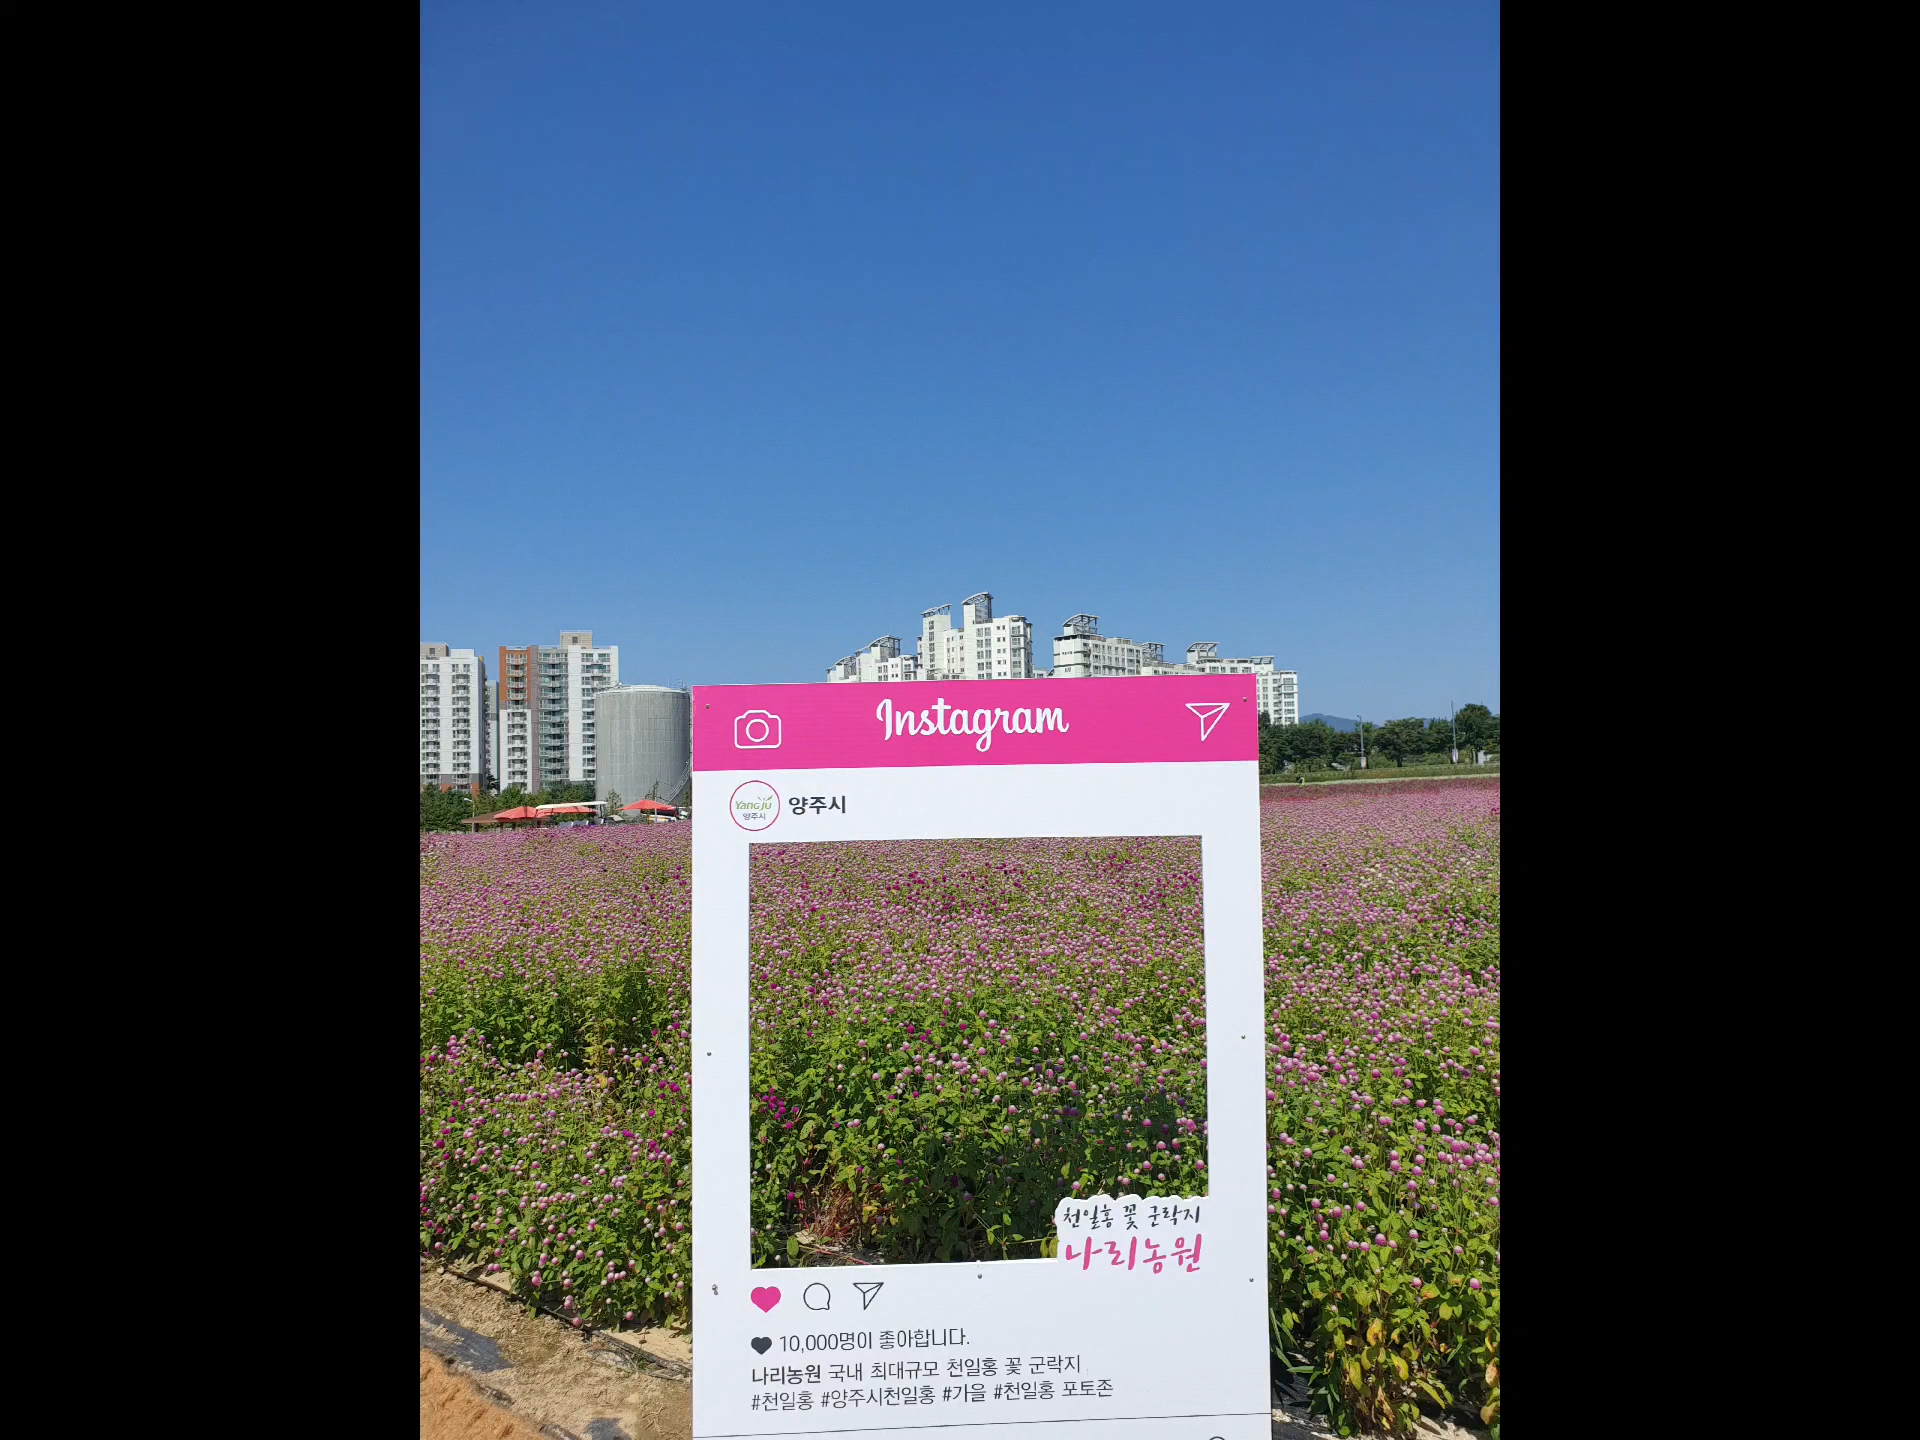 Instagram
Yangju
양주시
양주시
천일홍 꽃 군락지
나리농원
10,000명이 좋아합니다.
나리농원 국내 최대규모 천일홍 꽃 군락지
#천일홍 #양주시천일홍 #가을 #천일홍 포토존